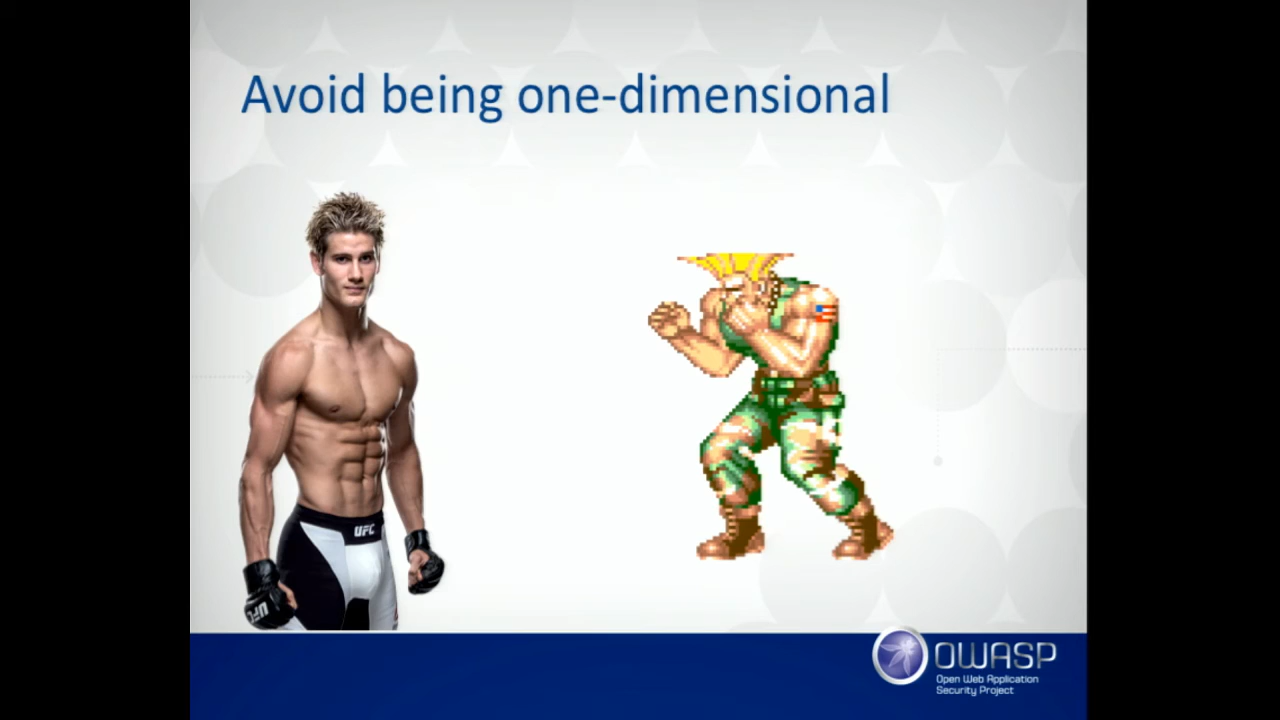 Avoid being one-dimensional
UFC
UFC
OWASP
Open Web Application
Security Project